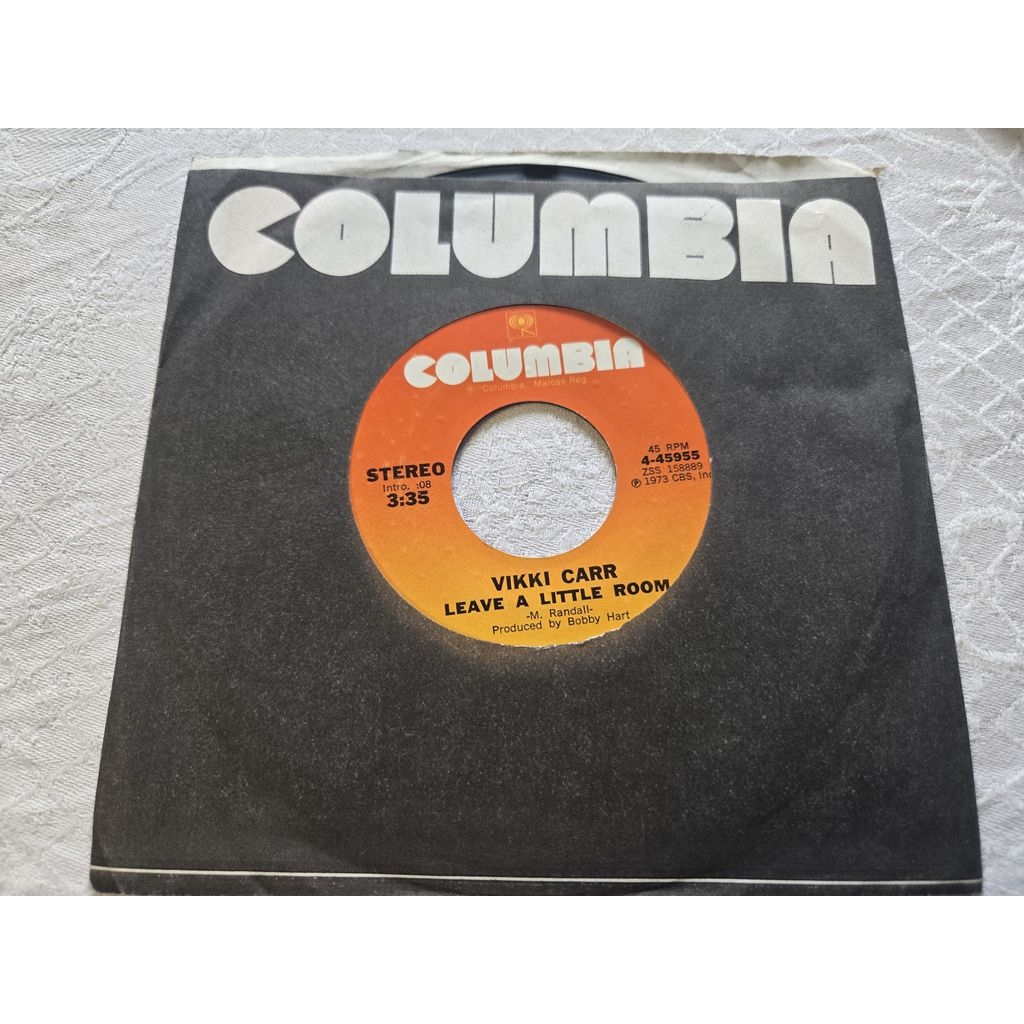 COLUMBIA
COLUMBIA
® "Columbia, Marcas Reg.
STEREO
Intro. :08
3:35
45 RPM
4-45955
ZSS 158889
℗ 1973 CBS, Inc
VIKKI CARR
LEAVE A LITTLE ROOM
-M. Randall-
Produced by Bobby Hart